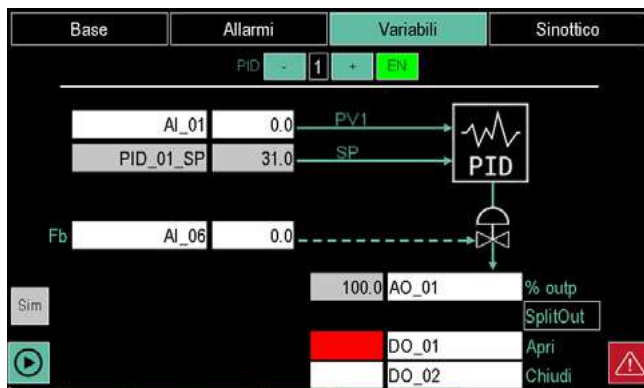 Base Allarmi Variabili Sinottico
PID - 1 + EN
AI_01 0.0 PV1
PID_01_SP 31.0 SP
PID
Fb AI_06 0.0
100.0 AO_01 % outp
Sim
SplitOut
DO_01 Apri
DO_02 Chiudi